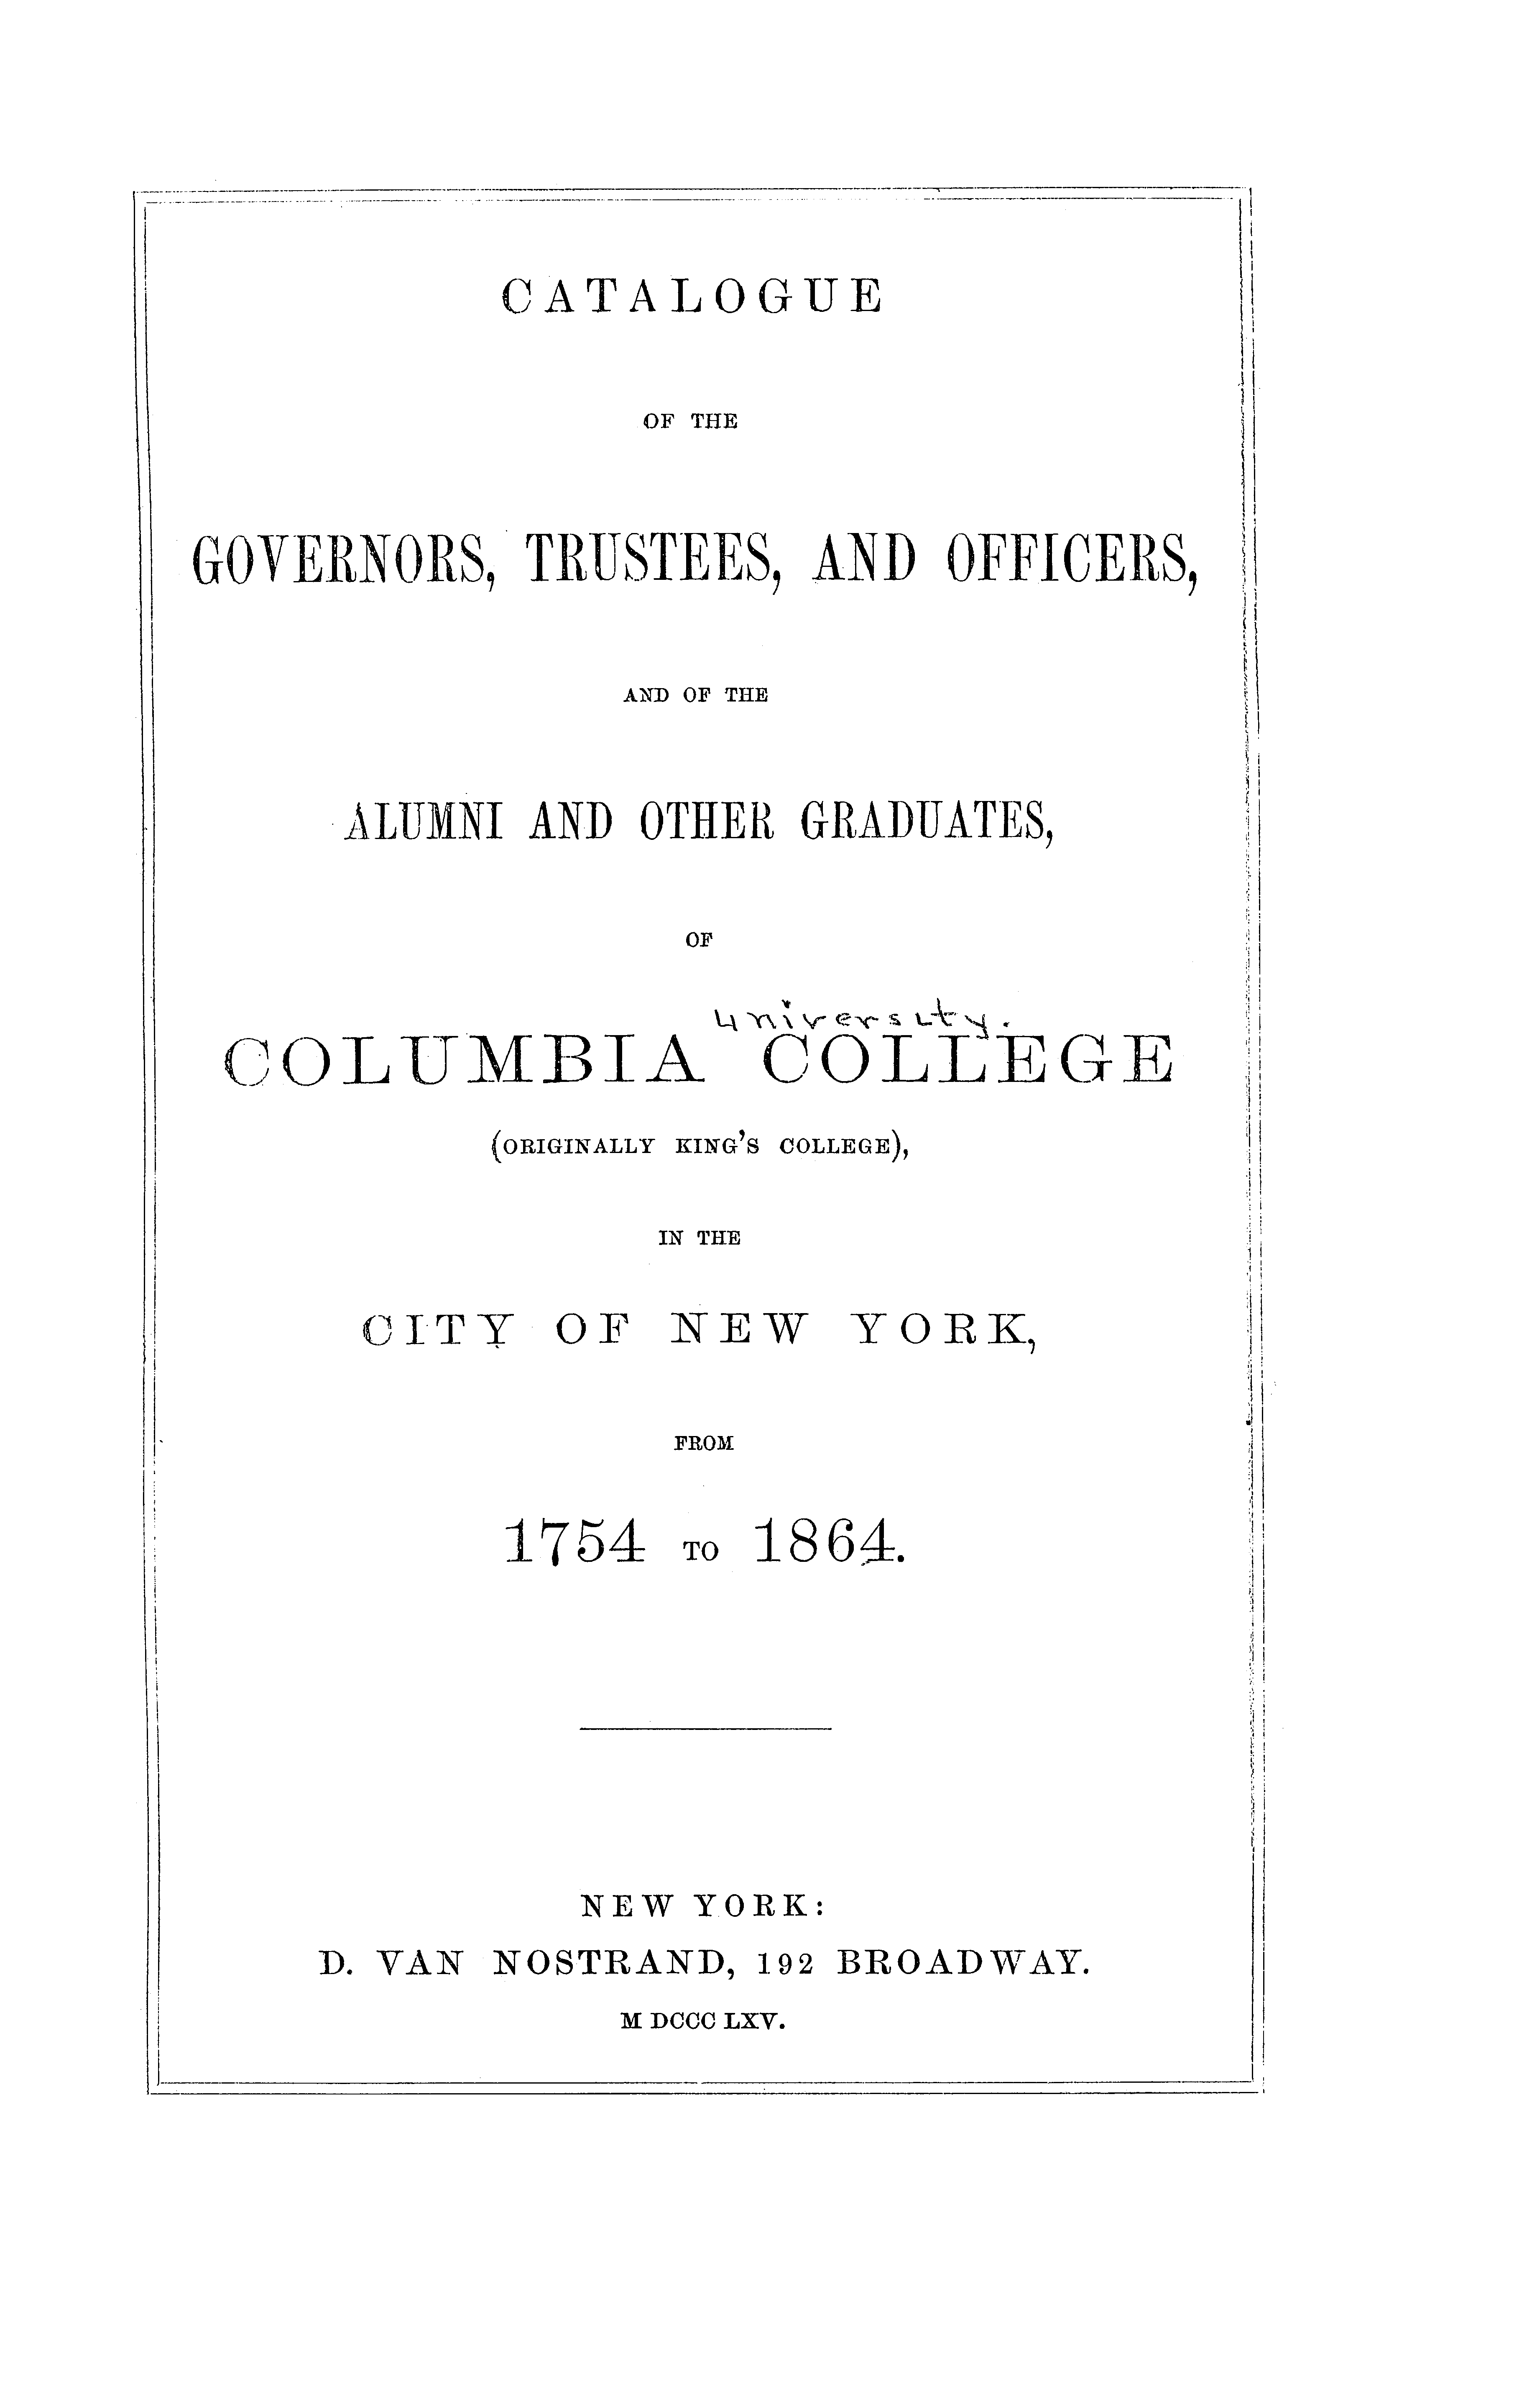 CATALOGUE
OF THE
GOVERNORS, TRUSTEES, AND OFFICERS,
AND OF THE
ALUMNI AND OTHER GRADUATES,
OF
university.
COLUMBIA COLLEGE
(ORIGINALLY KING'S COLLEGE),
IN THE
CITY OF NEW YORK,
FROM
1754 TO 1864.
NEW YORK:
D. VAN NOSTRAND, 192 BROADWAY.
M DCCC LXV.